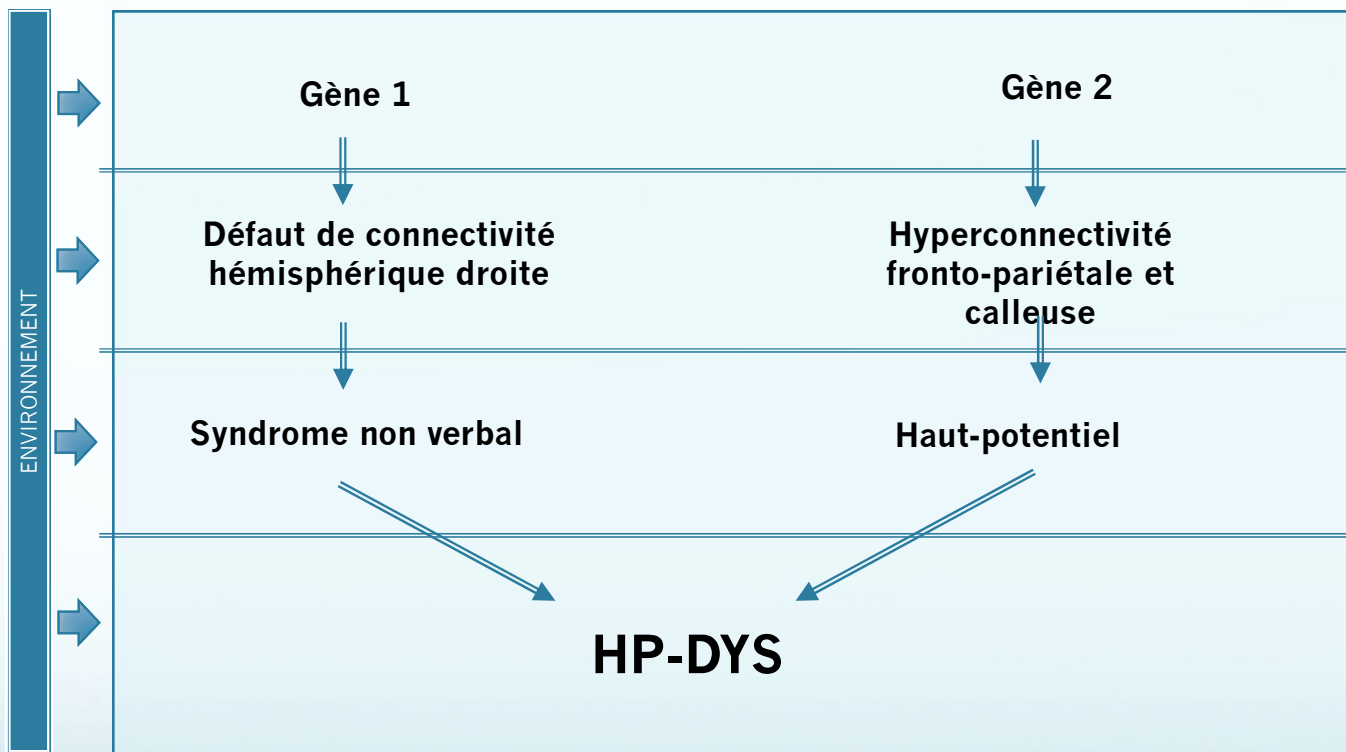 ENVIRONNEMENT
Gène 1
Gène 2
Défaut de connectivité
hémisphérique droite
Hyperconnectivité
fronto-pariétale et
calleuse
Syndrome non verbal
Haut-potentiel
HP-DYS